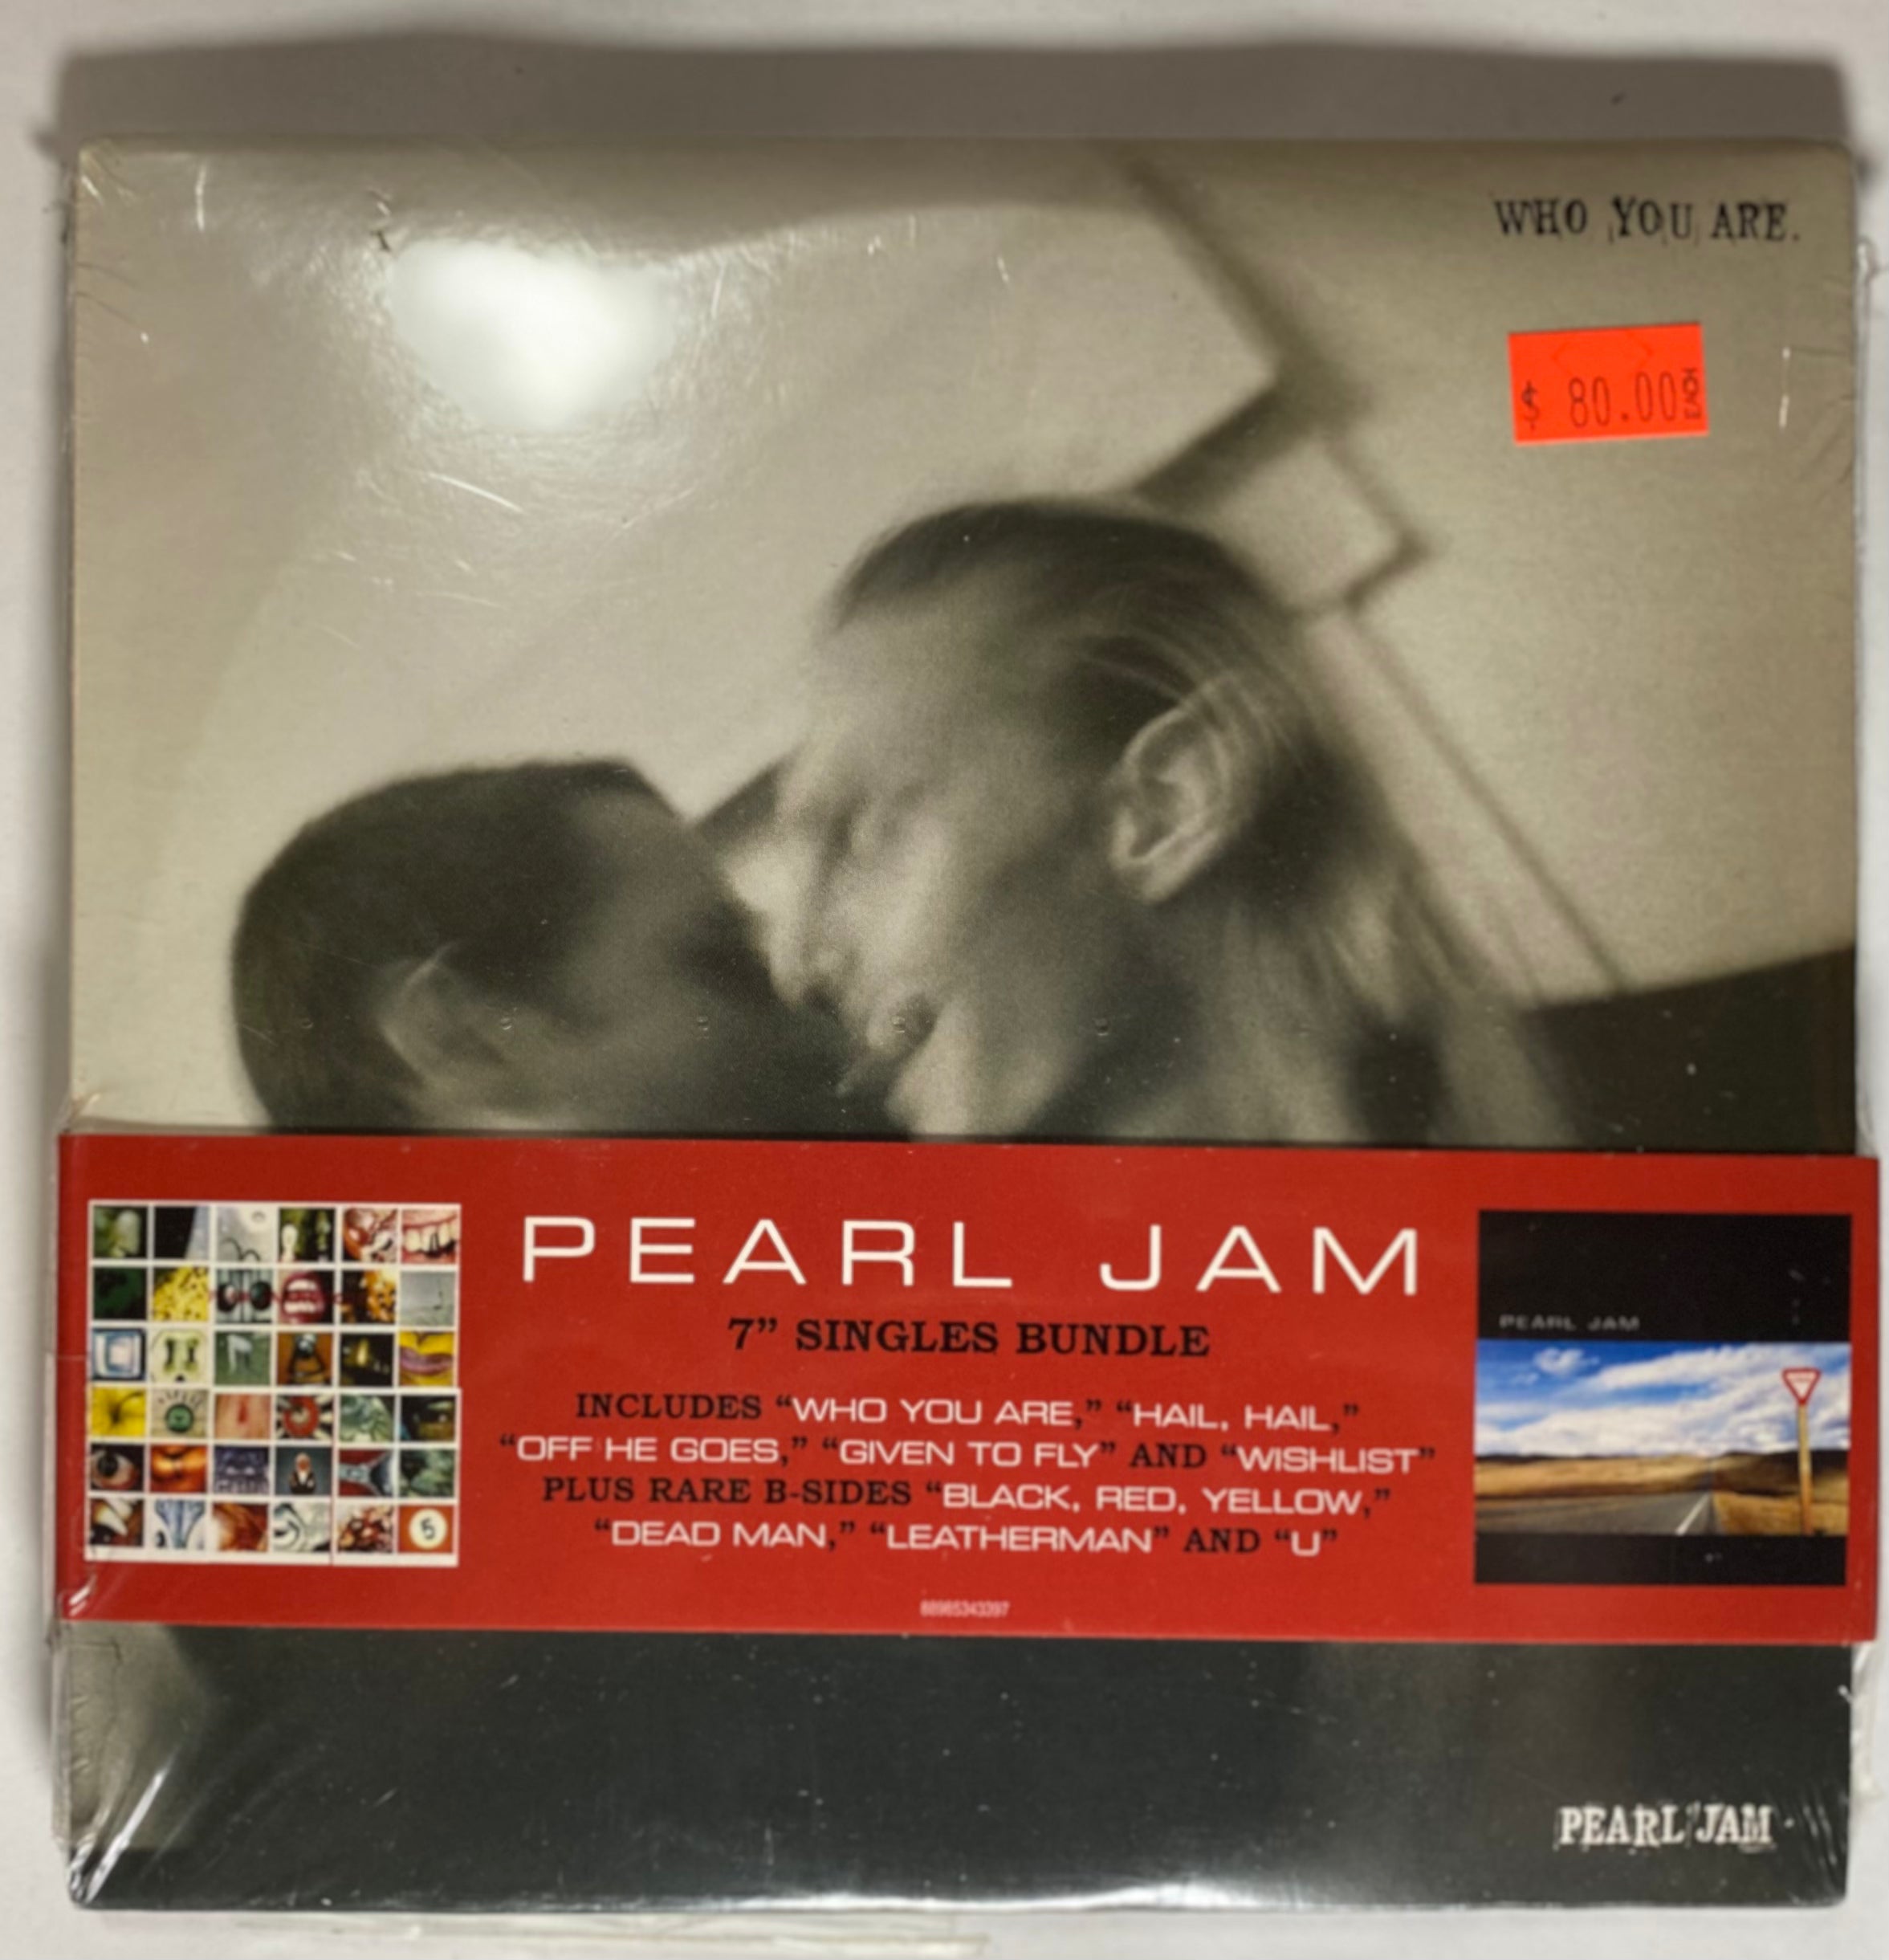 WHO YOU ARE.
$ 80.00
PEARL JAM
7” SINGLES BUNDLE
INCLUDES “WHO YOU ARE,” “HAIL, HAIL,”
“OFF HE GOES,” “GIVEN TO FLY” AND “WISHLIST”
PLUS RARE B-SIDES “BLACK, RED, YELLOW,”
“DEAD MAN,” “LEATHERMAN” AND “U”
88985343397
PEARL JAM
5
PEARL JAM